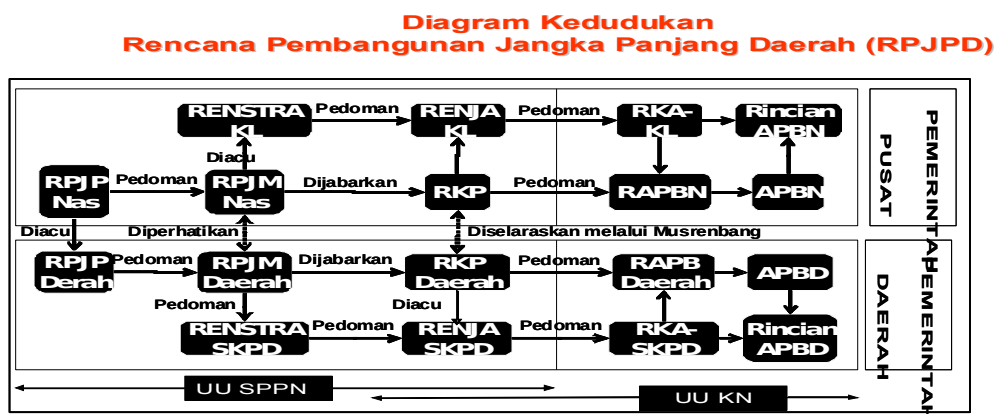 Diagram Kedudukan
Rencana Pembangunan Jangka Panjang Daerah (RPJPD)
RENSTRA
KL
Pedoman
RENJA
KL
Pedoman
RKA-
KL
Rincian
APBN
Diacu
RPJP
Nas
Pedoman
RPJM
Nas
Dijabarkan
RKP
Pedoman
RAPBN
APBN
PUSAT
PEMERINTAH
Diacu
Diperhatikan
Diselaraskan melalui Musrenbang
RPJP
Derah
Pedoman
RPJM
Daerah
Dijabarkan
RKP
Daerah
Pedoman
RAPB
Daerah
APBD
Pedoman
Diacu
RENSTRA
SKPD
Pedoman
RENJA
SKPD
Pedoman
RKA-
SKPD
Rincian
APBD
DAERAH
PEMERINTAH
UU SPPN
UU KN